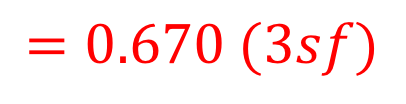 = 0.670 (3sf)